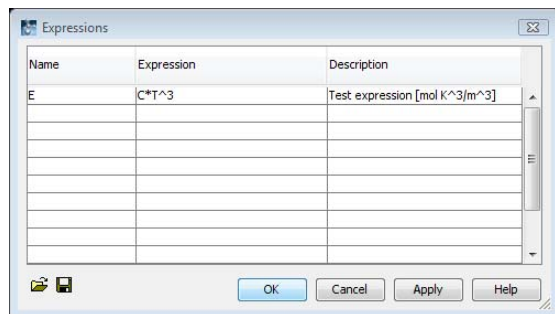 Expressions
Name Expression Description
E C*T^3 Test expression [mol K^3/m^3]
OK Cancel Apply Help